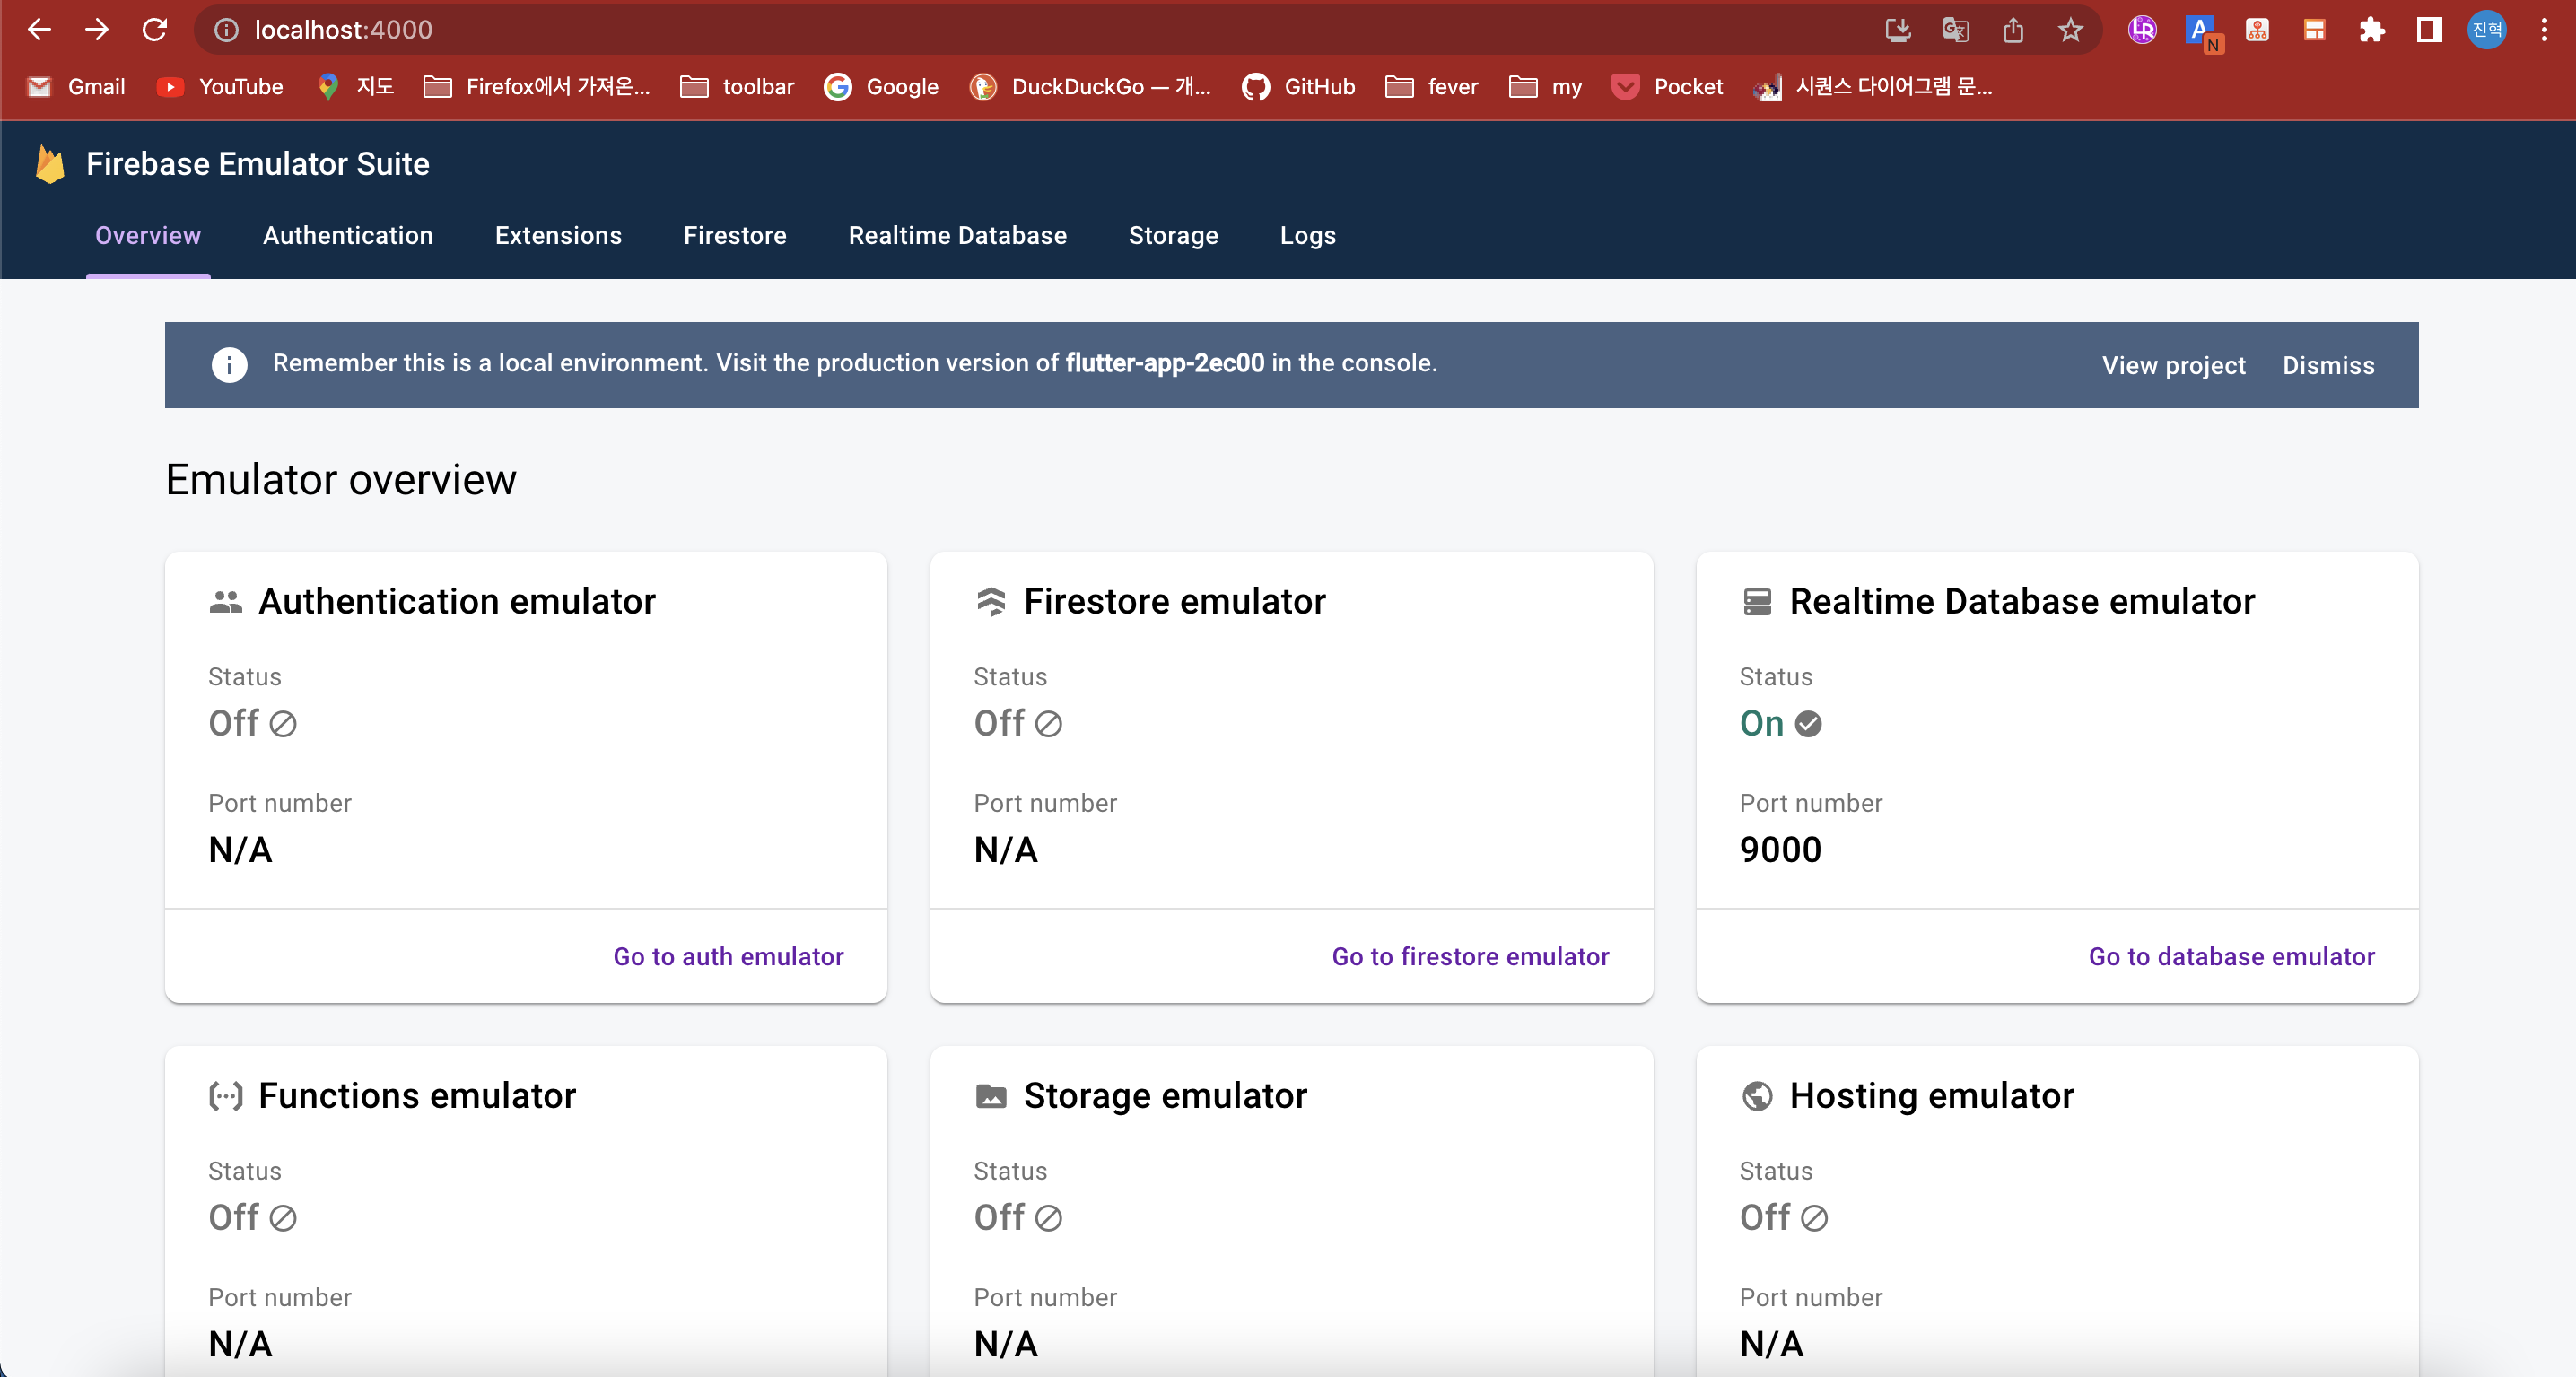 localhost:4000
진혁
Gmail YouTube 지도 Firefox에서 가져온... toolbar Google DuckDuckGo — 개... GitHub fever my Pocket 시퀀스 다이어그램 문...
Firebase Emulator Suite
Overview Authentication Extensions Firestore Realtime Database Storage Logs
Remember this is a local environment. Visit the production version of flutter-app-2ec00 in the console. View project Dismiss
Emulator overview
Authentication emulator
Status
Off
Port number
N/A
Go to auth emulator
Firestore emulator
Status
Off
Port number
N/A
Go to firestore emulator
Realtime Database emulator
Status
On
Port number
9000
Go to database emulator
Functions emulator
Status
Off
Port number
N/A
Storage emulator
Status
Off
Port number
N/A
Hosting emulator
Status
Off
Port number
N/A